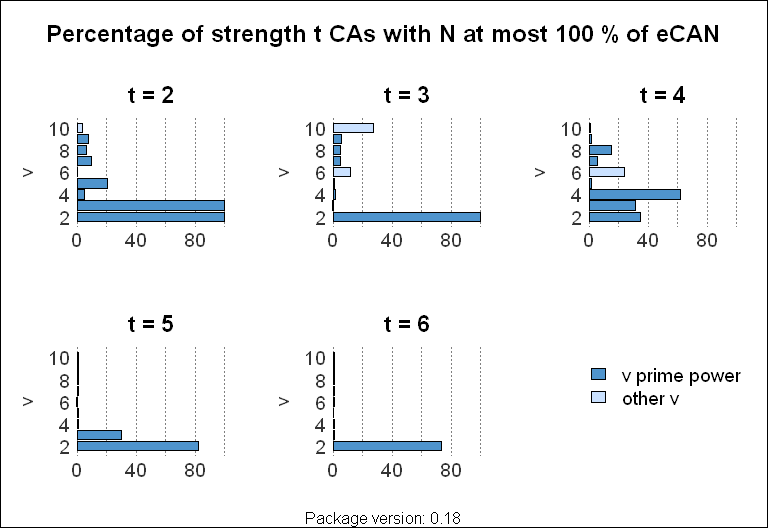 Percentage of strength t CAs with N at most 100 % of eCAN
t = 2
10
8
6
4
2
v
0 40 80
t = 3
10
8
6
4
2
v
0 40 80
t = 4
10
8
6
4
2
v
0 40 80
t = 5
10
8
6
4
2
v
0 40 80
t = 6
10
8
6
4
2
v
0 40 80
v prime power
other v
Package version: 0.18